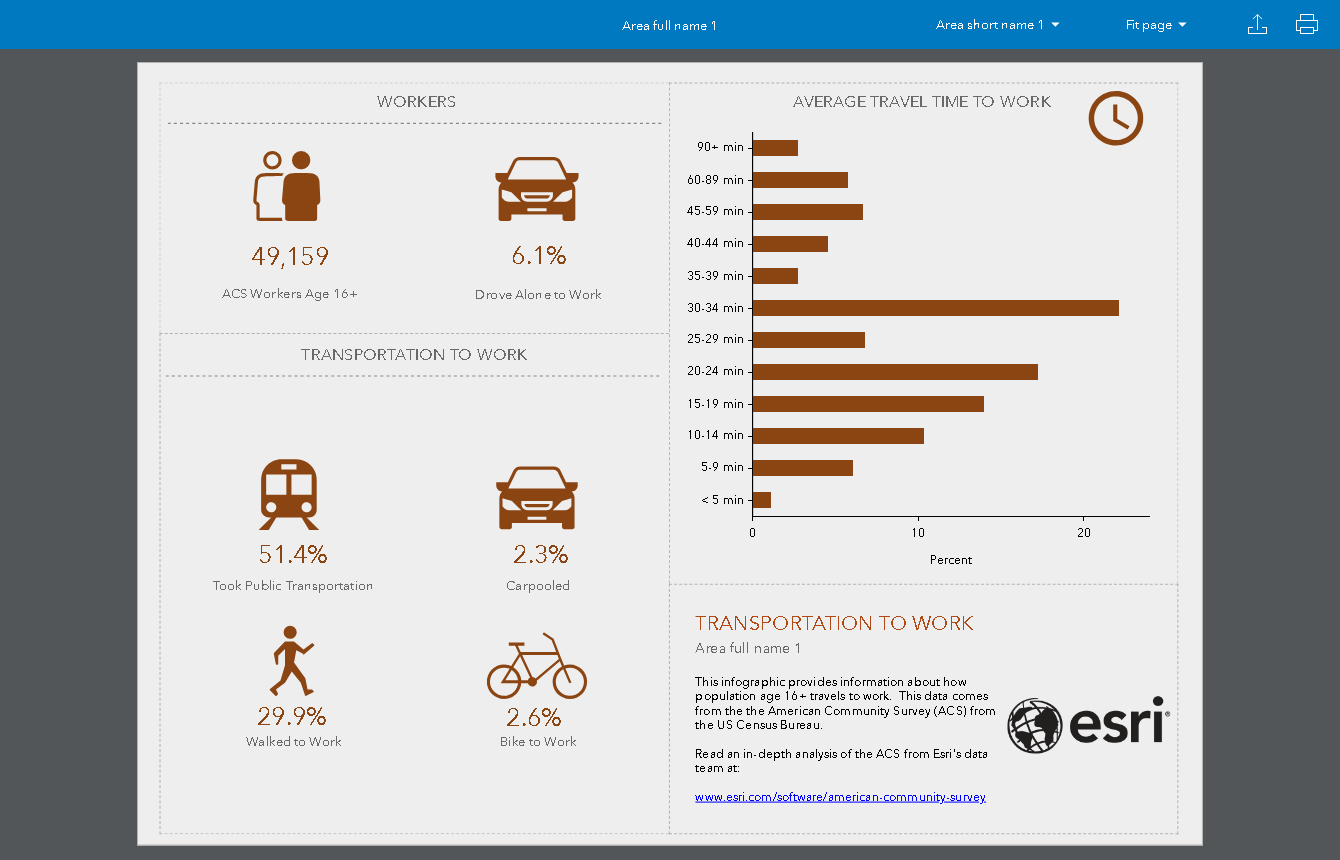 Area full name 1
Area short name 1
Fit page
WORKERS
49,159
ACS Workers Age 16+
6.1%
Drove Alone to Work
TRANSPORTATION TO WORK
51.4%
Took Public Transportation
2.3%
Carpooled
29.9%
Walked to Work
2.6%
Bike to Work
AVERAGE TRAVEL TIME TO WORK
90+ min
60-89 min
45-59 min
40-44 min
35-39 min
30-34 min
25-29 min
20-24 min
15-19 min
10-14 min
5-9 min
< 5 min
0 10 20
Percent
TRANSPORTATION TO WORK
Area full name 1
This infographic provides information about how
population age 16+ travels to work. This data comes
from the the American Community Survey (ACS) from
the US Census Bureau.
Read an in-depth analysis of the ACS from Esri's data
team at:
www.esri.com/software/american-community-survey
esri®